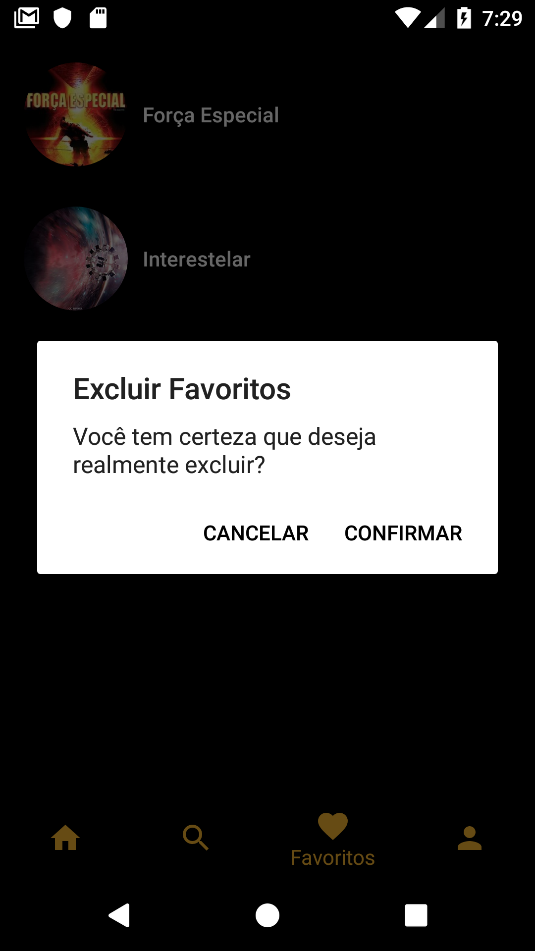 7:29
FORÇA ESPECIAL
Força Especial
Interestelar
Excluir Favoritos
Você tem certeza que deseja
realmente excluir?
CANCELAR CONFIRMAR
Favoritos